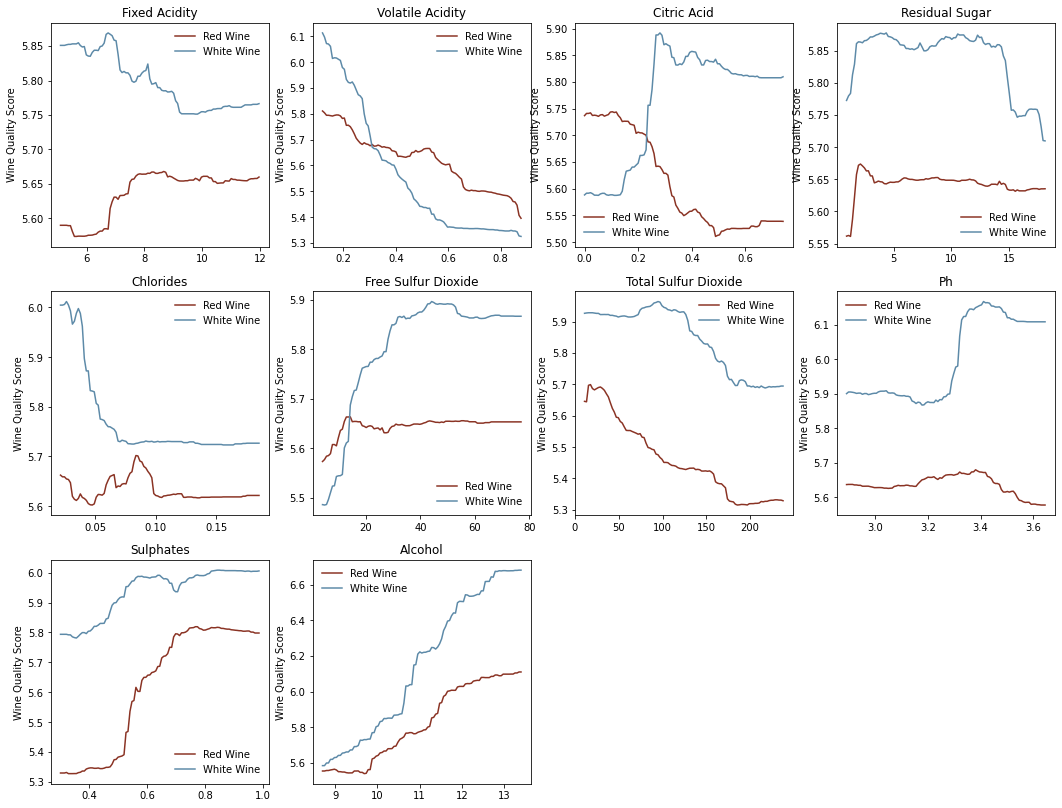 Fixed Acidity
Wine Quality Score
5.85
5.80
5.75
5.70
5.65
5.60
6
8
10
12
Red Wine
White Wine
Volatile Acidity
Wine Quality Score
6.1
6.0
5.9
5.8
5.7
5.6
5.5
5.4
5.3
0.2
0.4
0.6
0.8
Red Wine
White Wine
Citric Acid
Wine Quality Score
5.90
5.85
5.80
5.75
5.70
5.65
5.60
5.55
5.50
0.0
0.2
0.4
0.6
Red Wine
White Wine
Residual Sugar
Wine Quality Score
5.85
5.80
5.75
5.70
5.65
5.60
5.55
5
10
15
Red Wine
White Wine
Chlorides
Wine Quality Score
6.0
5.9
5.8
5.7
5.6
0.05
0.10
0.15
Red Wine
White Wine
Free Sulfur Dioxide
Wine Quality Score
5.9
5.8
5.7
5.6
5.5
20
40
60
80
Red Wine
White Wine
Total Sulfur Dioxide
Wine Quality Score
6.0
5.9
5.8
5.7
5.6
5.5
5.4
5.3
0
50
100
150
200
Red Wine
White Wine
Ph
Wine Quality Score
6.1
6.0
5.9
5.8
5.7
5.6
3.0
3.2
3.4
3.6
Red Wine
White Wine
Sulphates
Wine Quality Score
6.0
5.9
5.8
5.7
5.6
5.5
5.4
5.3
0.4
0.6
0.8
1.0
Red Wine
White Wine
Alcohol
Wine Quality Score
6.6
6.4
6.2
6.0
5.8
5.6
9
10
11
12
13
Red Wine
White Wine